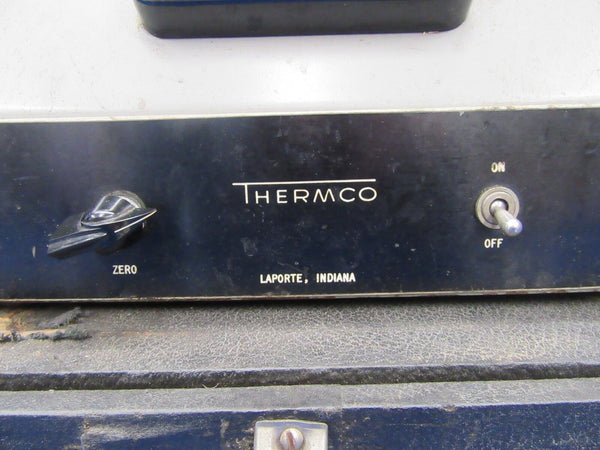 THERMCO
ON
OFF
ZERO
LAPORTE, INDIANA